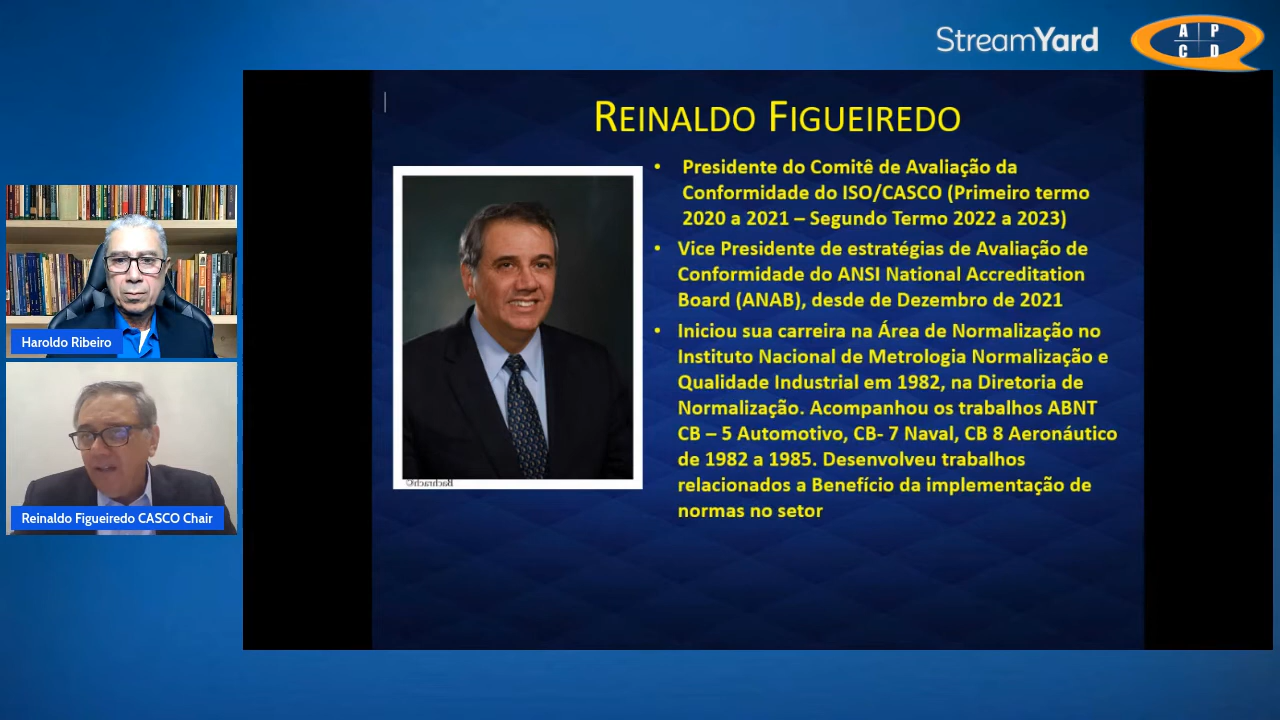 StreamYard
A P
C D
REINALDO FIGUEIREDO
• Presidente do Comitê de Avaliação da
Conformidade do ISO/CASCO (Primeiro termo
2020 a 2021 – Segundo Termo 2022 a 2023)
• Vice Presidente de estratégias de Avaliação de
Conformidade do ANSI National Accreditation
Board (ANAB), desde de Dezembro de 2021
• Iniciou sua carreira na Área de Normalização no
Instituto Nacional de Metrologia Normalização e
Qualidade Industrial em 1982, na Diretoria de
Normalização. Acompanhou os trabalhos ABNT
CB – 5 Automotivo, CB- 7 Naval, CB 8 Aeronáutico
de 1982 a 1985. Desenvolveu trabalhos
relacionados a Benefício da implementação de
normas no setor
©Bachrach
Haroldo Ribeiro
Reinaldo Figueiredo CASCO Chair